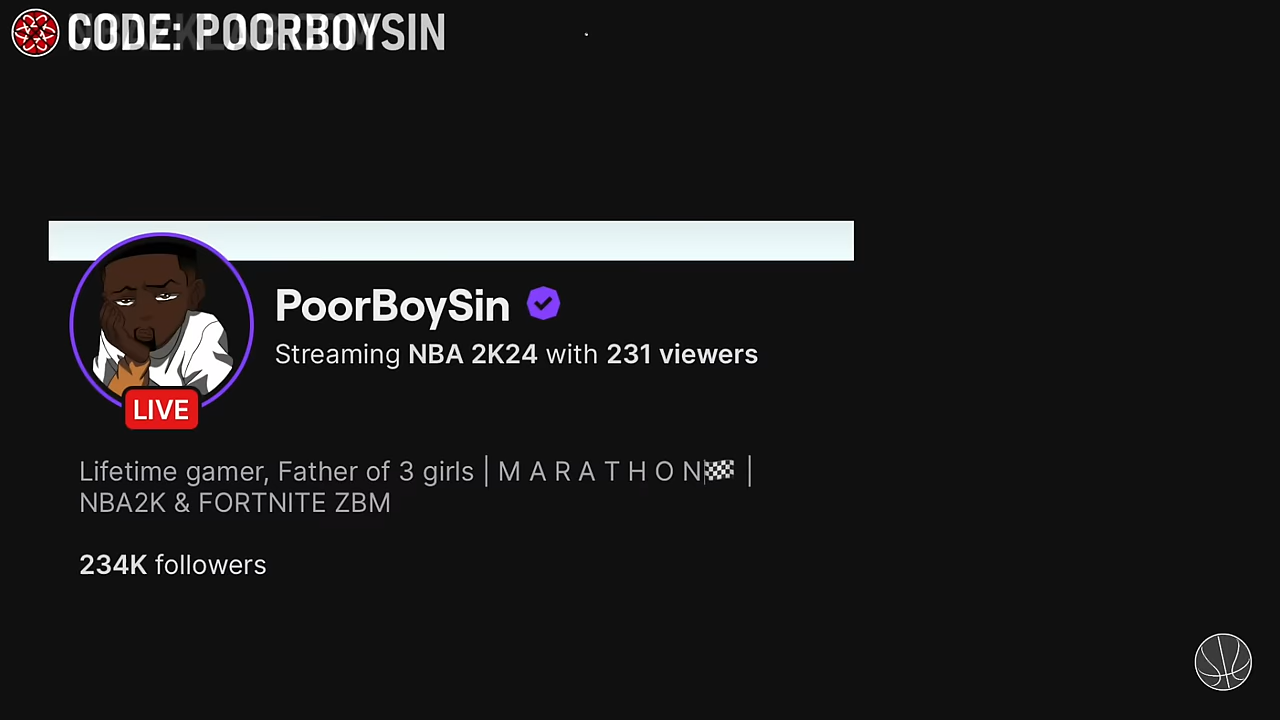 CODE: POORBOYSIN
PoorBoySin
Streaming NBA 2K24 with 231 viewers
LIVE
Lifetime gamer, Father of 3 girls | M A R A T H O N🏁 |
NBA2K & FORTNITE ZBM
234K followers